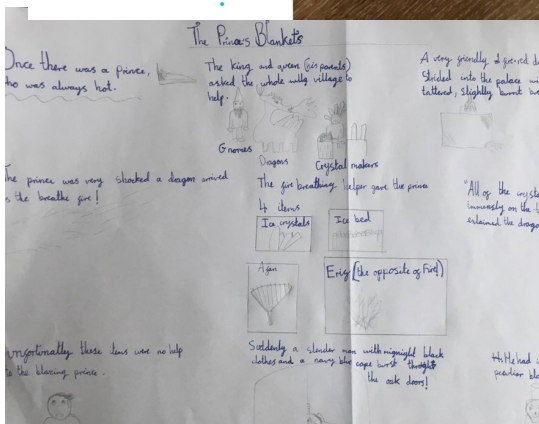 The Princes Blankets
Once there was a prince,
who was always hot.
The King and queen (his parents)
asked the whole village to
help.
Gnomes
Dragons
Crystal makers
A very friendly
Strided into the palace
tattered, slightly burnt
The prince was very shocked a dragon arrived
the breathe fire!
The fire breathing helper gave the prince
4 items
Ice crystals
Ice bed
A fan
Erif (the opposite of Fire!)
"All of the
immensly on the
exlaimed the
Unfortunatly these items were no help
to the blazing prince.
Suddenly a slender man with midnight black
clothes and a navy blue cape burst through
the oak doors!
He had
peculiar